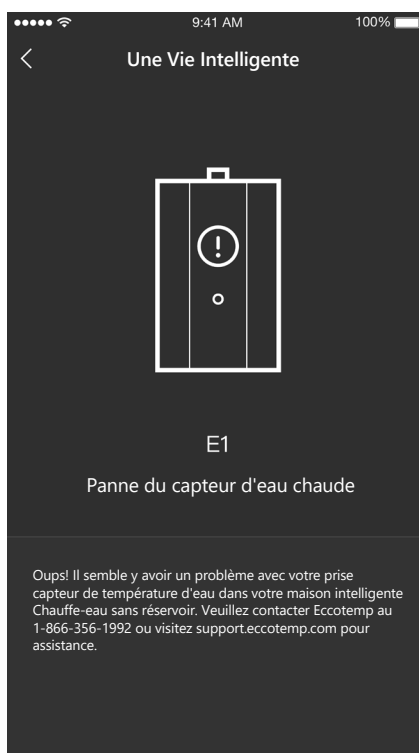 9:41 AM
100%
Une Vie Intelligente
E1
Panne du capteur d'eau chaude
Oups! Il semble y avoir un problème avec votre prise
capteur de température d'eau dans votre maison intelligente
Chauffe-eau sans réservoir. Veuillez contacter Eccotemp au
1-866-356-1992 ou visitez support.eccotemp.com pour
assistance.